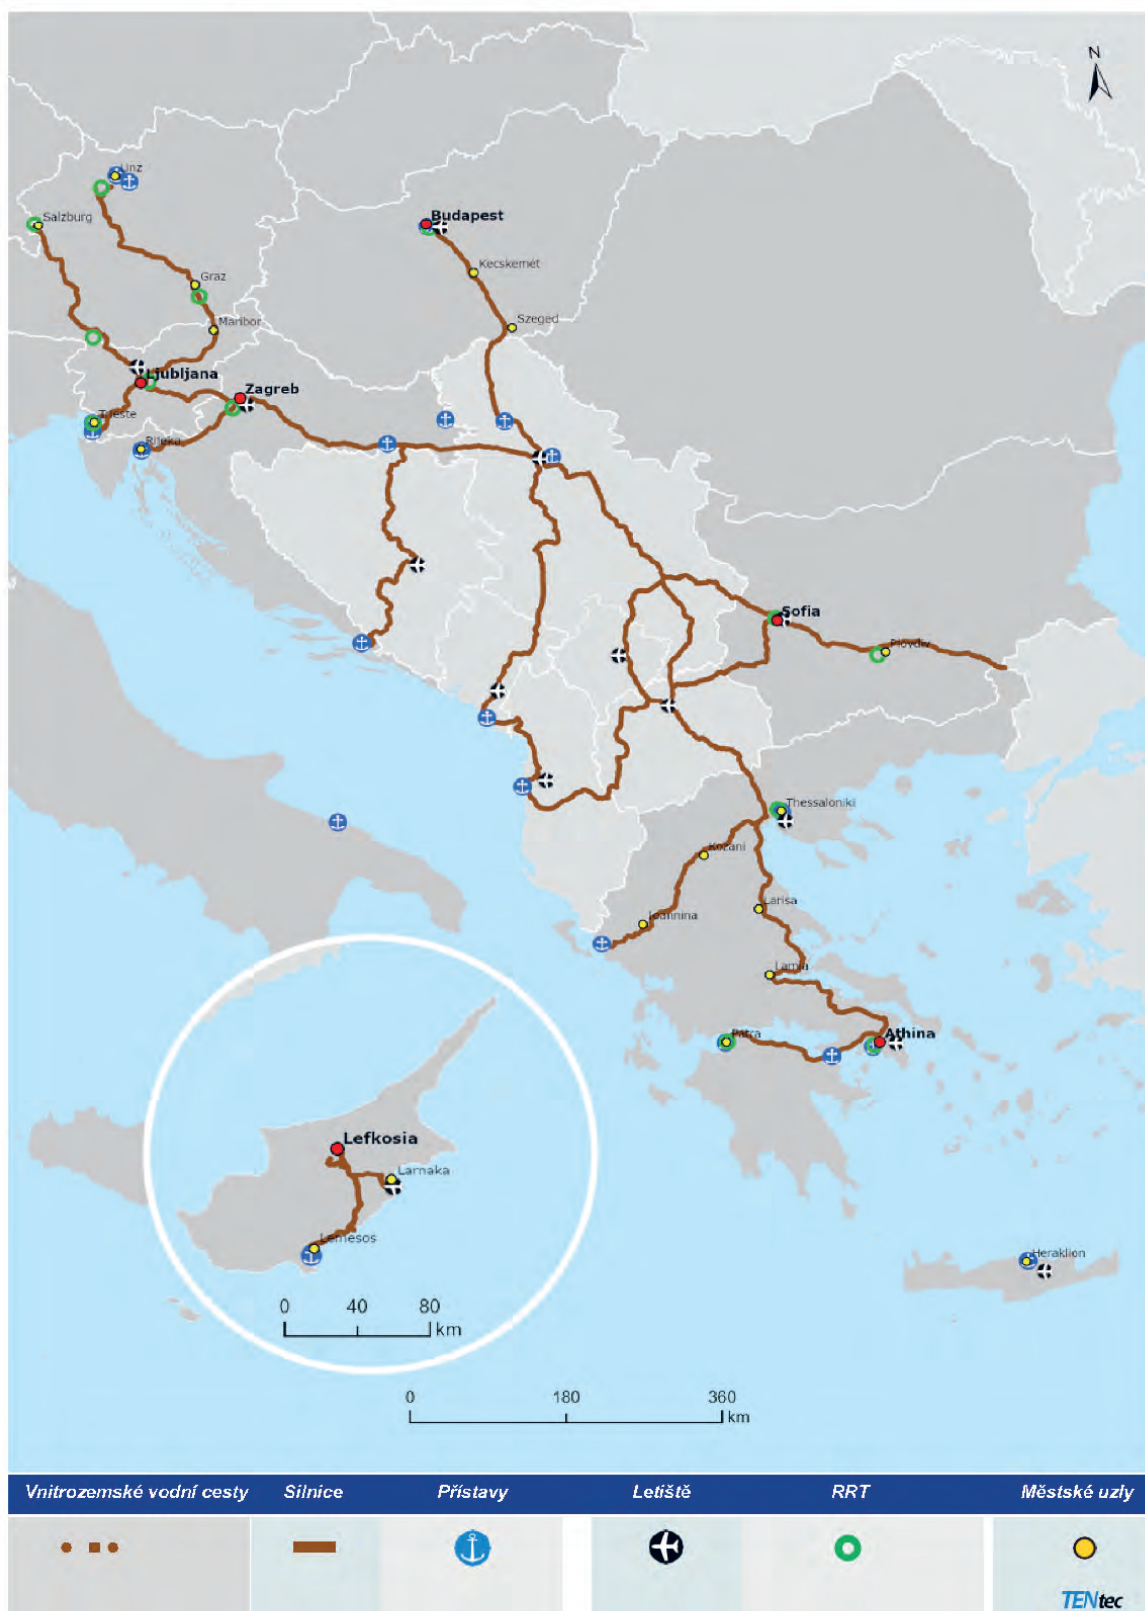 N
Linz
Salzburg
Budapest
Kecskemét
Graz
Szeged
Maribor
Ljubljana
Zagreb
Trieste
Rijeka
Sofia
Plovdiv
Thessaloniki
Kozani
Larisa
Ioannina
Lamia
Patra
Athina
Lefkosia
Larnaka
Lemesos
Heraklion
0 40 80
km
0 180 360
km
Vnitrozemské vodní cesty Silnice Přístavy Letiště RRT Městské uzly
TENtec